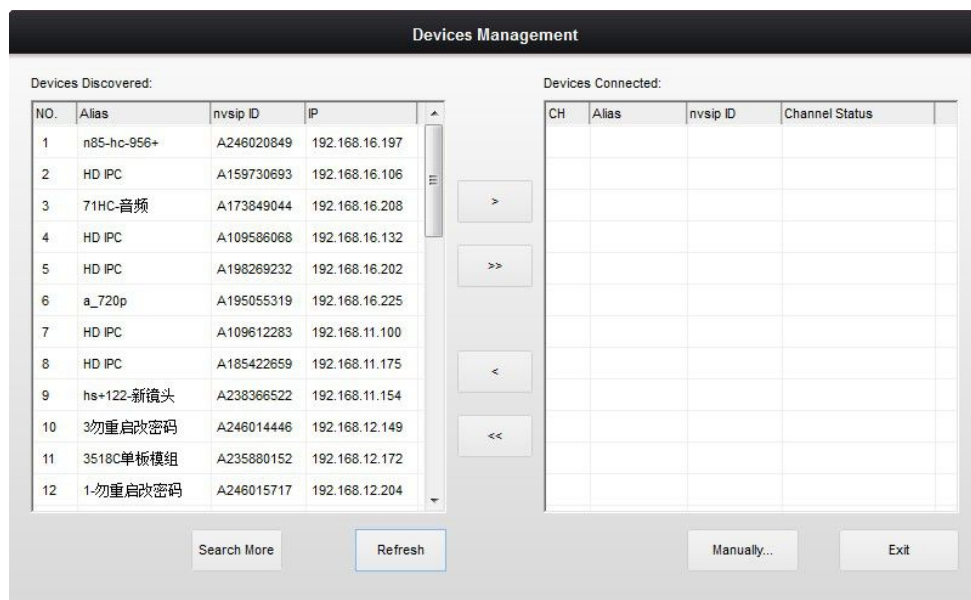 Devices Management
Devices Discovered:
NO. Alias nvsip ID IP
1 n85-hc-956+ A246020849 192.168.16.197
2 HD IPC A159730693 192.168.16.106
3 71HC-音频 A173849044 192.168.16.208
4 HD IPC A109586068 192.168.16.132
5 HD IPC A198269232 192.168.16.202
6 a_720p A195055319 192.168.16.225
7 HD IPC A109612283 192.168.11.100
8 HD IPC A185422659 192.168.11.175
9 hs+122-新镜头 A238366522 192.168.11.154
10 3勿重启改密码 A246014446 192.168.12.149
11 3518C单板模组 A235880152 192.168.12.172
12 1-勿重启改密码 A246015717 192.168.12.204
Search More Refresh
>
>>
<
<<
Devices Connected:
CH Alias nvsip ID Channel Status
Manually... Exit